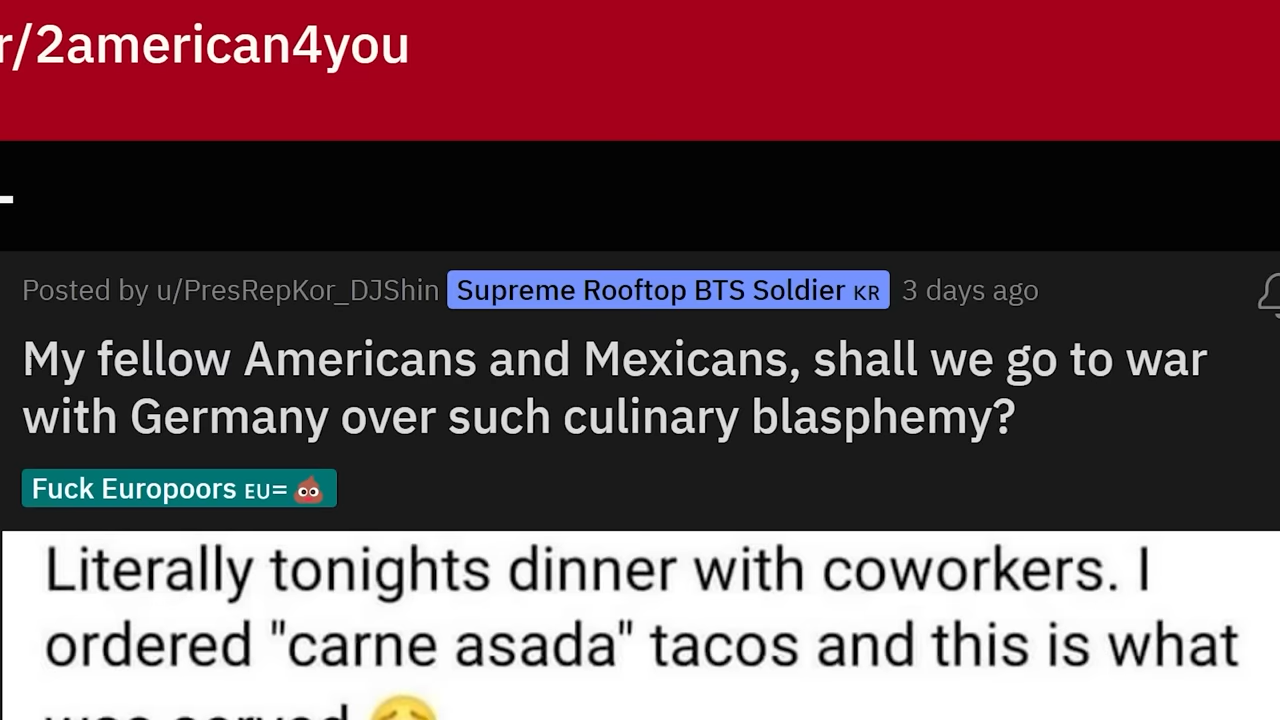 r/2american4you
Posted by u/PresRepKor_DJShin Supreme Rooftop BTS Soldier KR 3 days ago
My fellow Americans and Mexicans, shall we go to war
with Germany over such culinary blasphemy?
Fuck Europoors EU= 💩
Literally tonights dinner with coworkers. I
ordered "carne asada" tacos and this is what
was served